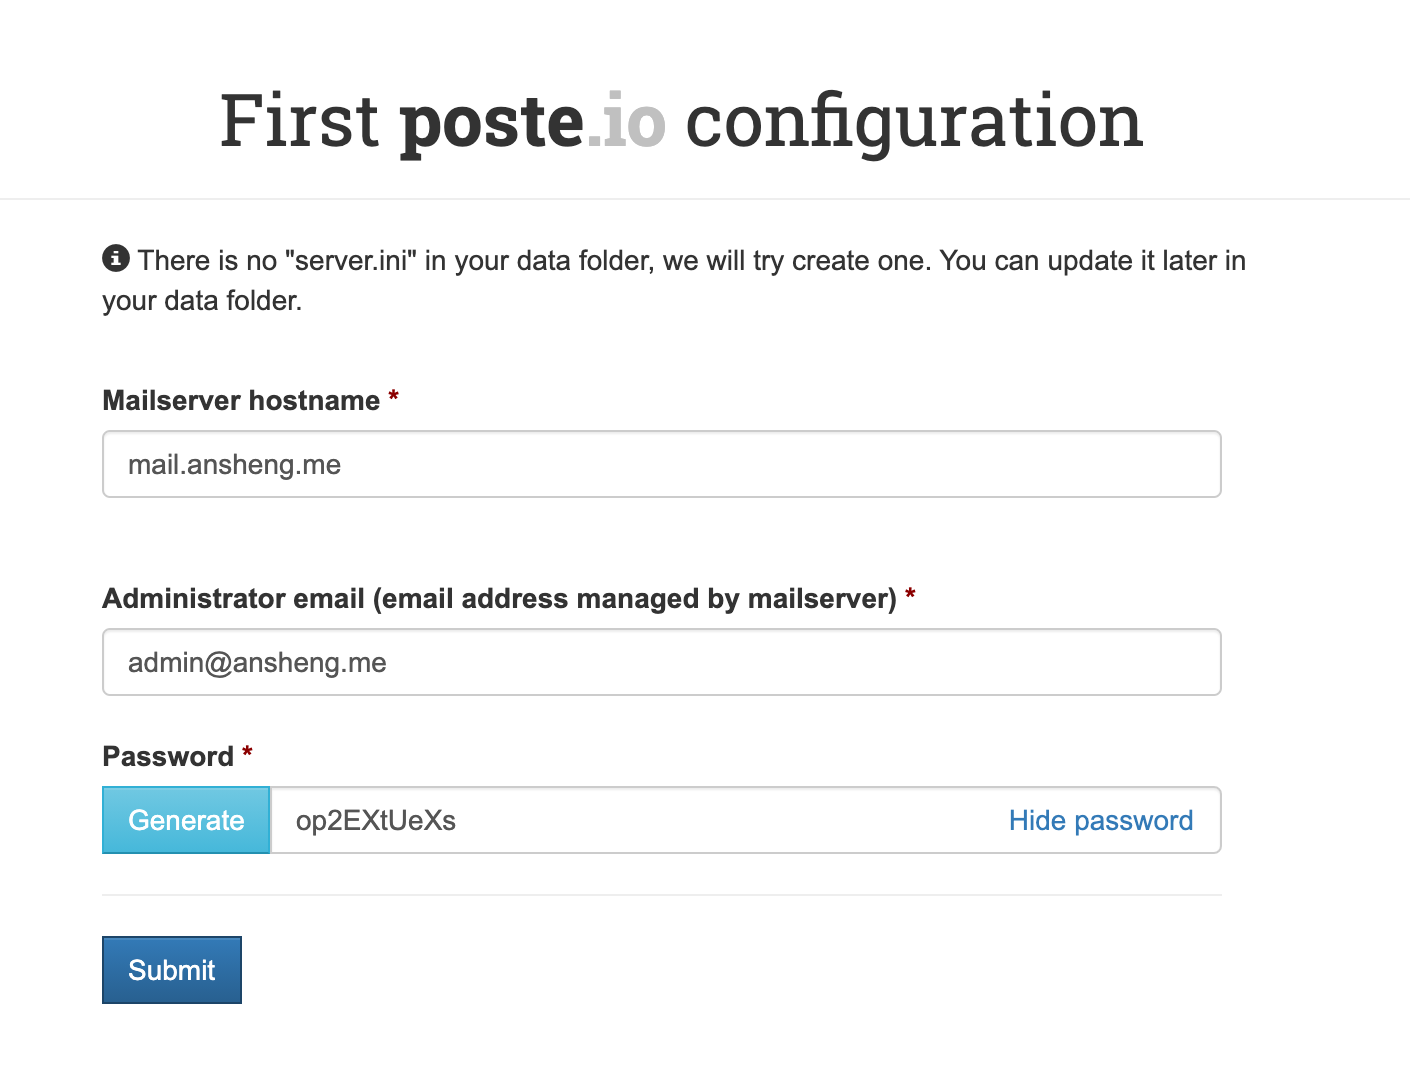 First poste.io configuration
There is no "server.ini" in your data folder, we will try create one. You can update it later in
your data folder.
Mailserver hostname *
mail.ansheng.me
Administrator email (email address managed by mailserver) *
admin@ansheng.me
Password *
Generate op2EXtUeXs Hide password
Submit